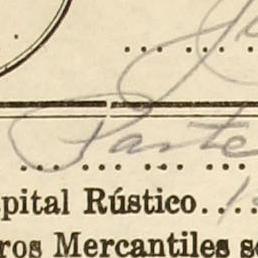 Parte
pital Rústico....
ros Mercantiles s